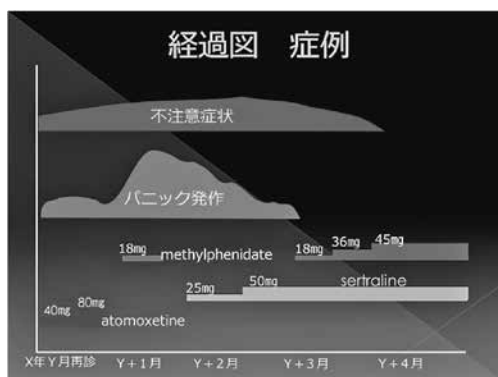 経過図　症例
不注意症状
パニック発作
18mg methylphenidate 18mg 36mg 45mg
25mg 50mg sertraline
40mg 80mg atomoxetine
X年Y月再診 Y+1月 Y+2月 Y+3月 Y+4月